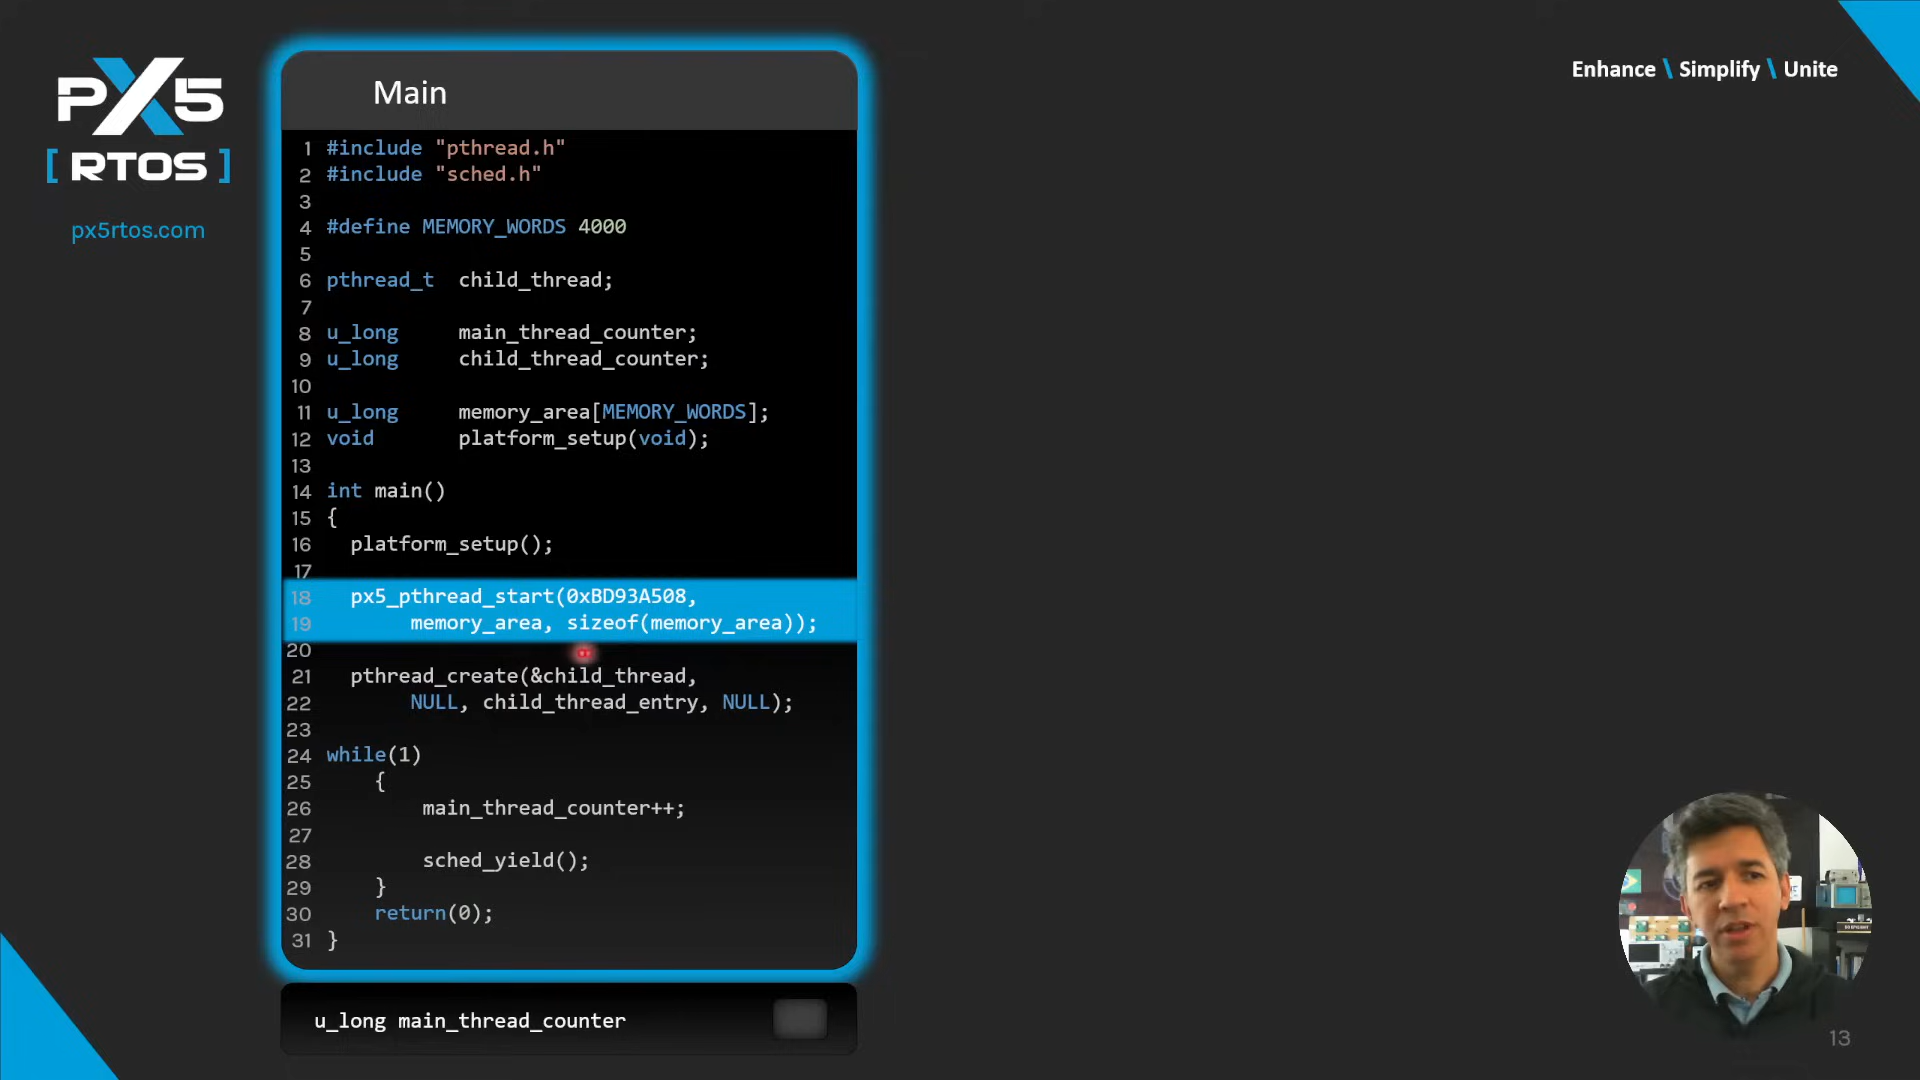 PX5
[ RTOS ]
px5rtos.com
Enhance \ Simplify \ Unite
Main
1 #include "pthread.h"
2 #include "sched.h"
3
4 #define MEMORY_WORDS 4000
5
6 pthread_t child_thread;
7
8 u_long main_thread_counter;
9 u_long child_thread_counter;
10
11 u_long memory_area[MEMORY_WORDS];
12 void platform_setup(void);
13
14 int main()
15 {
16 platform_setup();
17
18 px5_pthread_start(0xBD93A508,
19 memory_area, sizeof(memory_area));
20
21 pthread_create(&child_thread,
22 NULL, child_thread_entry, NULL);
23
24 while(1)
25 {
26 main_thread_counter++;
27
28 sched_yield();
29 }
30 return(0);
31 }
u_long main_thread_counter
13